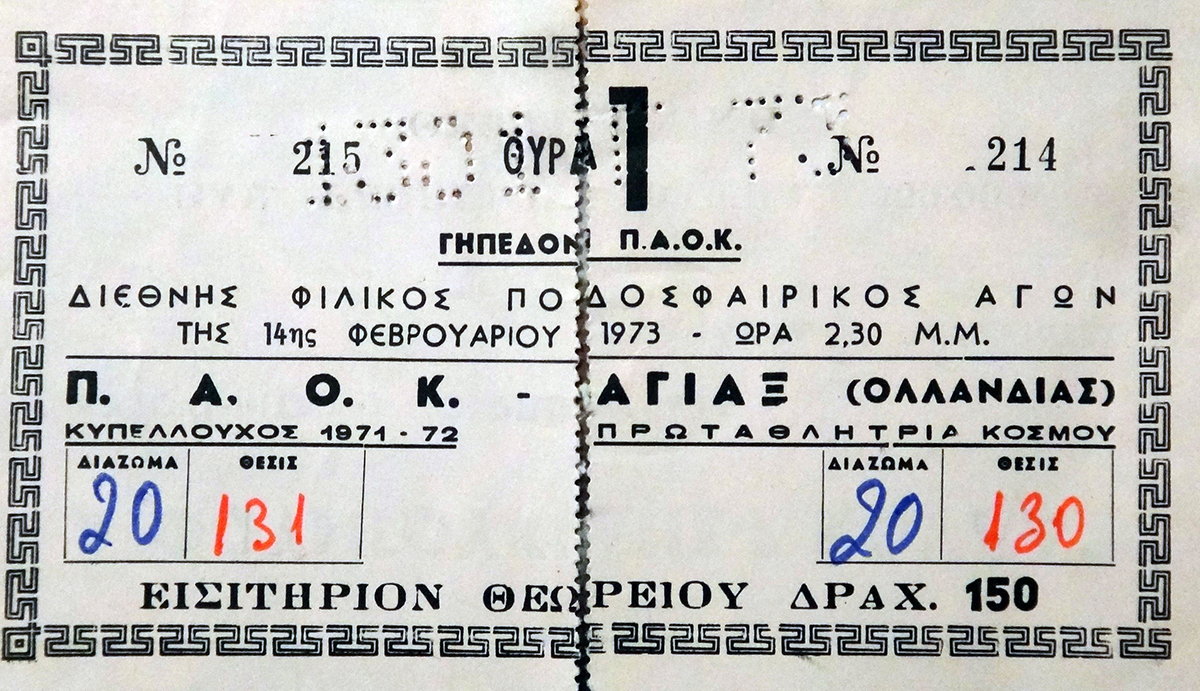 № 215 ΘΥΡΑ 1 № 214
ΓΗΠΕΔΟΝ Π.Α.Ο.Κ.
ΔΙΕΘΝΗΣ ΦΙΛΙΚΟΣ ΠΟΔΟΣΦΑΙΡΙΚΟΣ ΑΓΩΝ
ΤΗΣ 14ης ΦΕΒΡΟΥΑΡΙΟΥ 1973 - ΩΡΑ 2,30 Μ.Μ.
Π. Α. Ο. Κ. - ΑΓΙΑΞ (ΟΛΛΑΝΔΙΑΣ)
ΚΥΠΕΛΛΟΥΧΟΣ 1971 - 72 ΠΡΩΤΑΘΛΗΤΡΙΑ ΚΟΣΜΟΥ
ΔΙΑΖΩΜΑ ΘΕΣΙΣ ΔΙΑΖΩΜΑ ΘΕΣΙΣ
20 131 20 130
ΕΙΣΙΤΗΡΙΟΝ ΘΕΩΡΕΙΟΥ ΔΡΑΧ. 150